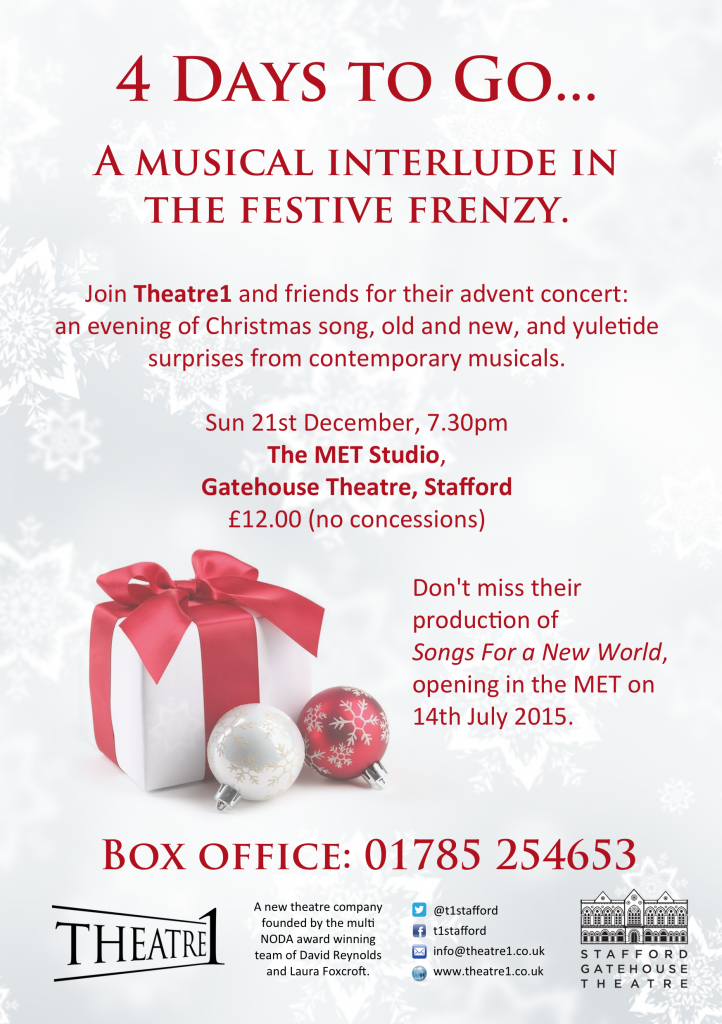 4 Days to Go...
A musical interlude in
the festive frenzy.
Join Theatre1 and friends for their advent concert:
an evening of Christmas song, old and new, and yuletide
surprises from contemporary musicals.
Sun 21st December, 7.30pm
The MET Studio,
Gatehouse Theatre, Stafford
£12.00 (no concessions)
Don't miss their
production of
Songs For a New World,
opening in the MET on
14th July 2015.
Box office: 01785 254653
THEATRE1
A new theatre company
founded by the multi
NODA award winning
team of David Reynolds
and Laura Foxcroft.
@t1stafford
t1stafford
info@theatre1.co.uk
www.theatre1.co.uk
STAFFORD
GATEHOUSE
THEATRE